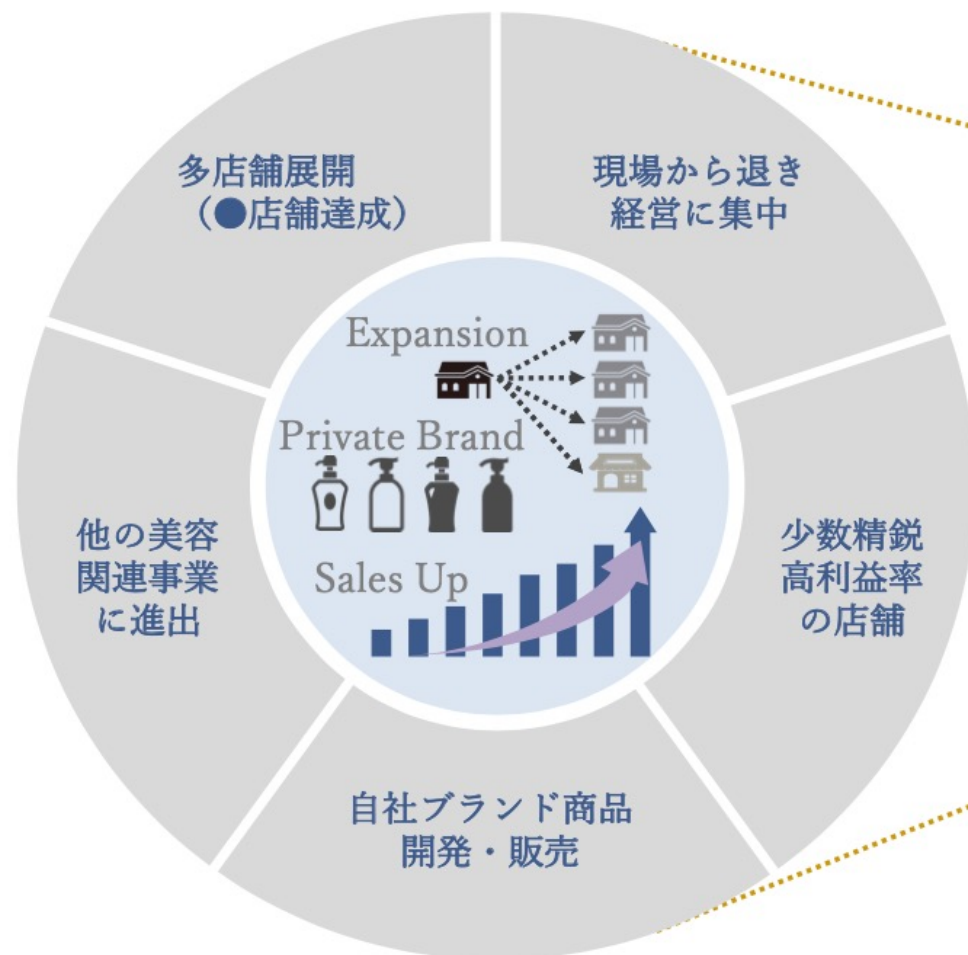 多店舗展開
（●店舗達成）
現場から退き
経営に集中
Expansion
Private Brand
Sales Up
他の美容
関連事業
に進出
少数精鋭
高利益率
の店舗
自社ブランド商品
開発・販売